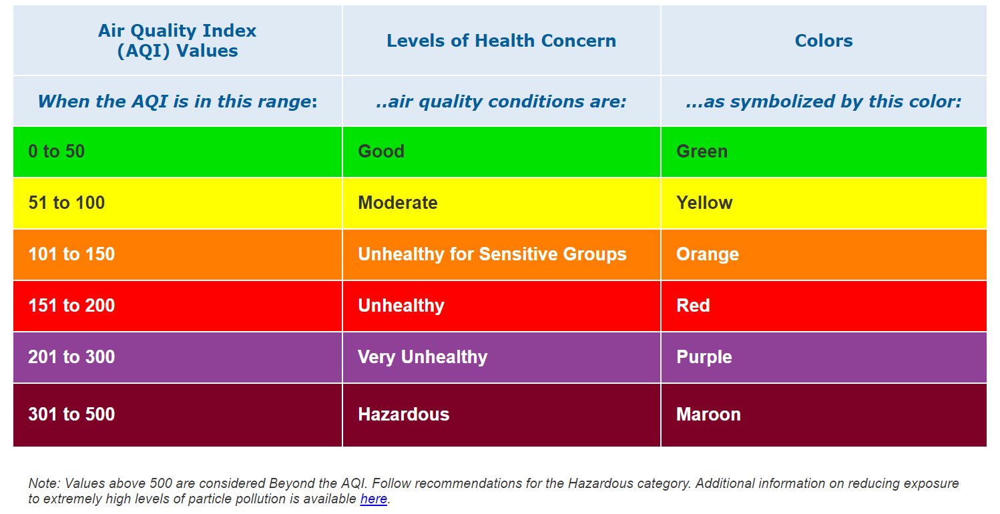 Air Quality Index
(AQI) Values
Levels of Health Concern
Colors
When the AQI is in this range:
..air quality conditions are:
...as symbolized by this color:
0 to 50
Good
Green
51 to 100
Moderate
Yellow
101 to 150
Unhealthy for Sensitive Groups
Orange
151 to 200
Unhealthy
Red
201 to 300
Very Unhealthy
Purple
301 to 500
Hazardous
Maroon
Note: Values above 500 are considered Beyond the AQI. Follow recommendations for the Hazardous category. Additional information on reducing exposure
to extremely high levels of particle pollution is available here.